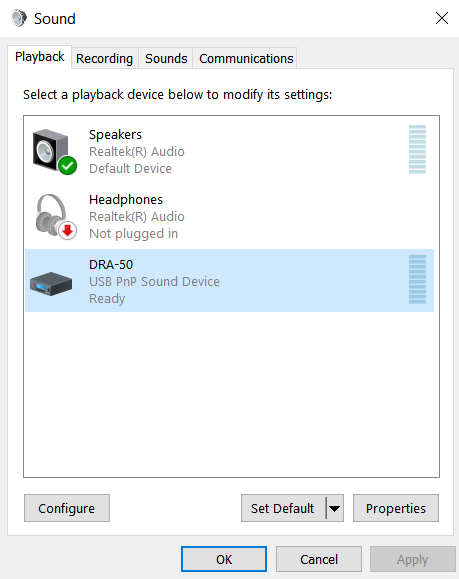 Sound
Playback Recording Sounds Communications
Select a playback device below to modify its settings:
Speakers
Realtek(R) Audio
Default Device
Headphones
Realtek(R) Audio
Not plugged in
DRA-50
USB PnP Sound Device
Ready
Configure Set Default Properties
OK Cancel Apply